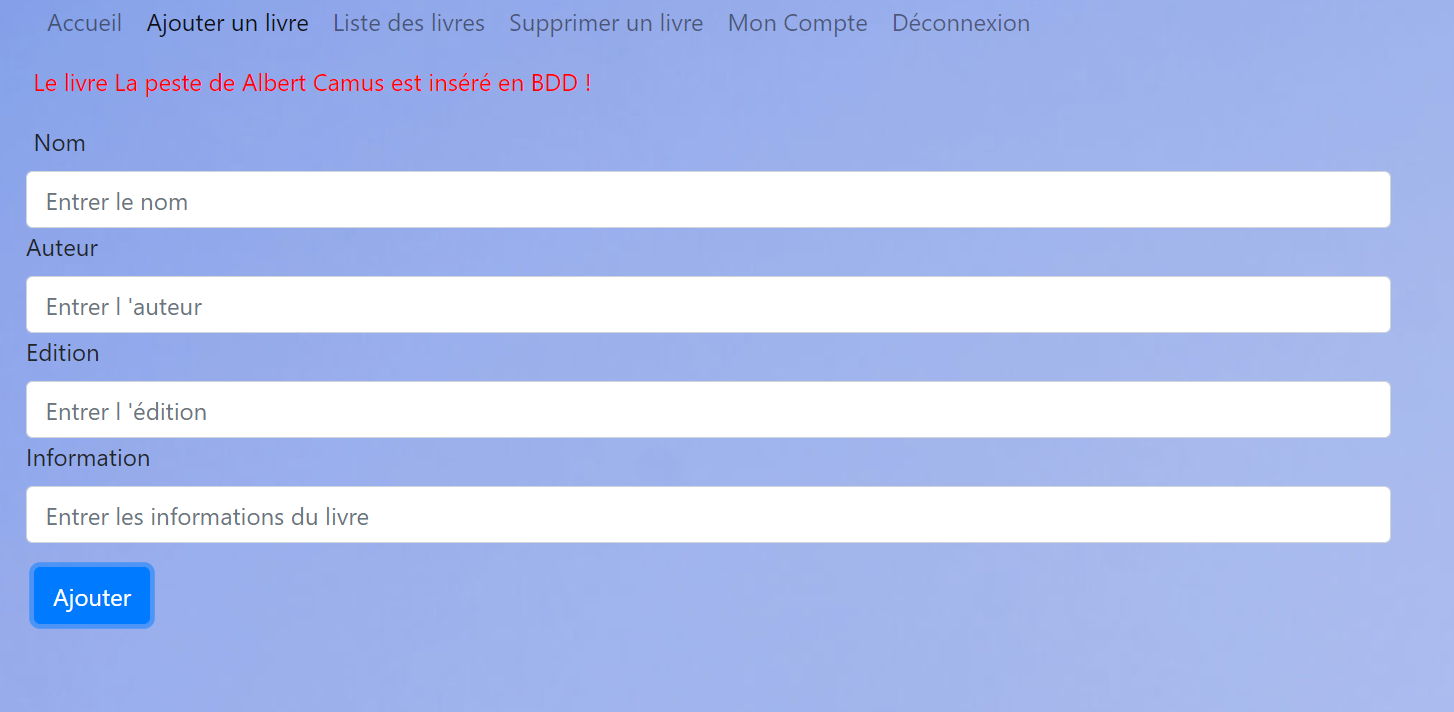 Accueil Ajouter un livre Liste des livres Supprimer un livre Mon Compte Déconnexion
Le livre La peste de Albert Camus est inséré en BDD !
Nom
Entrer le nom
Auteur
Entrer l 'auteur
Edition
Entrer l 'édition
Information
Entrer les informations du livre
Ajouter